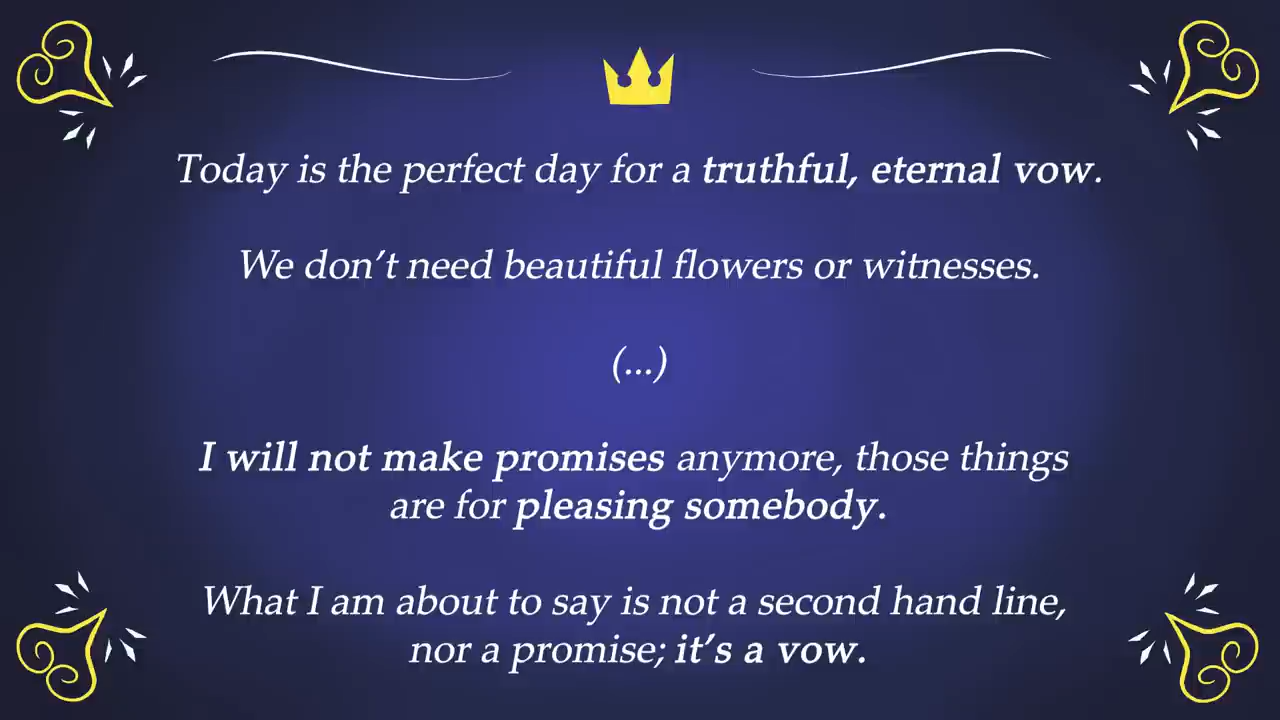 Today is the perfect day for a truthful, eternal vow.
We don’t need beautiful flowers or witnesses.
(...)
I will not make promises anymore, those things
are for pleasing somebody.
What I am about to say is not a second hand line,
nor a promise; it’s a vow.